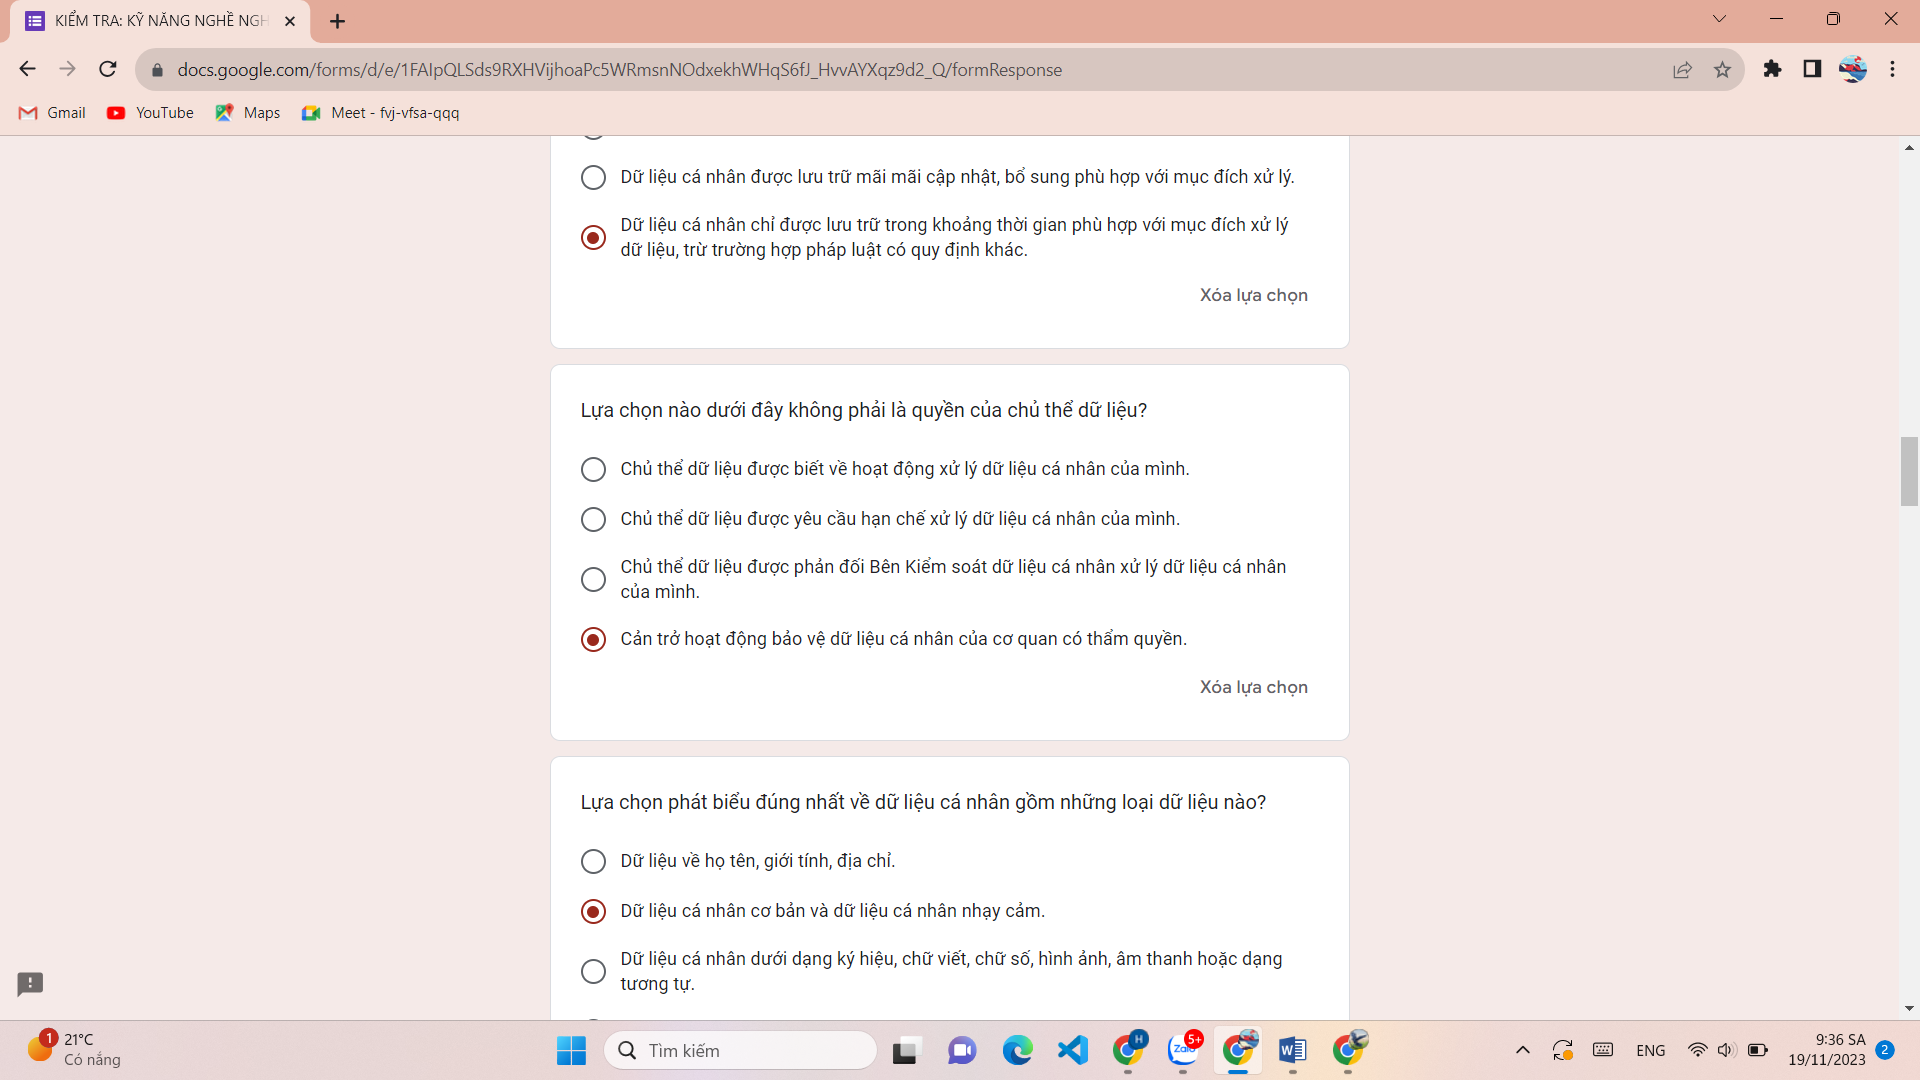 KIỂM TRA: KỸ NĂNG NGHỀ NGH
docs.google.com/forms/d/e/1FAIpQLSds9RXHVijhoaPc5WRmsnNOdxekhWHqS6fJ_HvvAYXqz9d2_Q/formResponse
Gmail YouTube Maps Meet - fvj-vfsa-qqq
Dữ liệu cá nhân được lưu trữ mãi mãi cập nhật, bổ sung phù hợp với mục đích xử lý.
Dữ liệu cá nhân chỉ được lưu trữ trong khoảng thời gian phù hợp với mục đích xử lý
dữ liệu, trừ trường hợp pháp luật có quy định khác.
Xóa lựa chọn
Lựa chọn nào dưới đây không phải là quyền của chủ thể dữ liệu?
Chủ thể dữ liệu được biết về hoạt động xử lý dữ liệu cá nhân của mình.
Chủ thể dữ liệu được yêu cầu hạn chế xử lý dữ liệu cá nhân của mình.
Chủ thể dữ liệu được phản đối Bên Kiểm soát dữ liệu cá nhân xử lý dữ liệu cá nhân
của mình.
Cản trở hoạt động bảo vệ dữ liệu cá nhân của cơ quan có thẩm quyền.
Xóa lựa chọn
Lựa chọn phát biểu đúng nhất về dữ liệu cá nhân gồm những loại dữ liệu nào?
Dữ liệu về họ tên, giới tính, địa chỉ.
Dữ liệu cá nhân cơ bản và dữ liệu cá nhân nhạy cảm.
Dữ liệu cá nhân dưới dạng ký hiệu, chữ viết, chữ số, hình ảnh, âm thanh hoặc dạng
tương tự.
1
21°C
Có nắng
Tìm kiếm
H
Zalo
5+
ENG
9:36 SA
19/11/2023
2